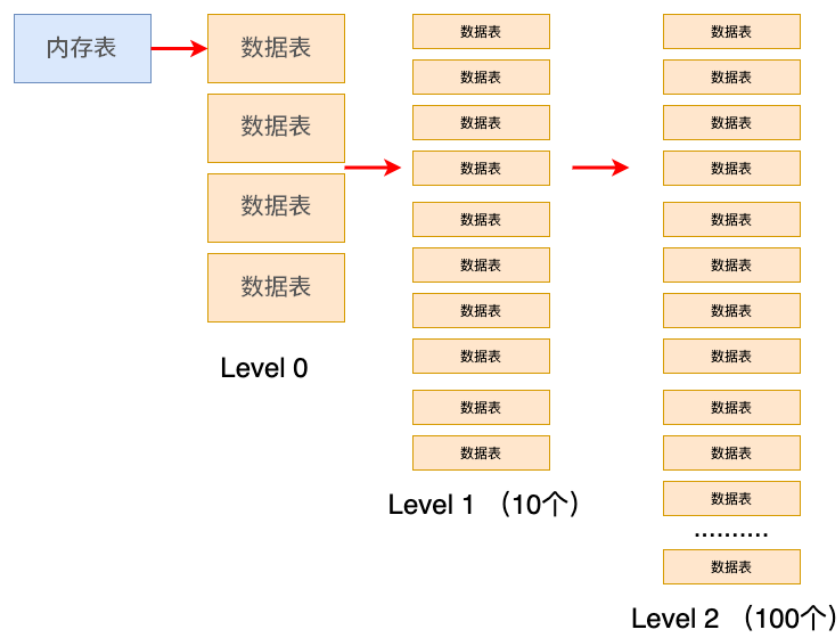 内存表
数据表
数据表
数据表
数据表
Level 0
数据表
数据表
数据表
数据表
数据表
数据表
数据表
数据表
数据表
数据表
Level 1 （10个）
数据表
数据表
数据表
数据表
数据表
数据表
数据表
数据表
数据表
数据表
数据表
..........
数据表
Level 2 （100个）